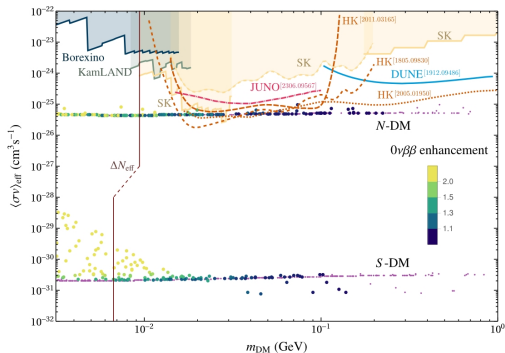 10⁻²²
10⁻²³
10⁻²⁴
10⁻²⁵
10⁻²⁶
10⁻²⁷
10⁻²⁸
10⁻²⁹
10⁻³⁰
10⁻³¹
10⁻³²
⟨σv⟩eff (cm³ s⁻¹)
HK [2011.03165]
SK
Borexino
KamLAND
SK
HK [1805.09830]
DUNE [1912.09486]
JUNO [2306.09567]
SK
HK [2005.01950]
N-DM
0νββ enhancement
ΔNeff
2.0
1.5
1.3
1.1
S-DM
10⁻²
10⁻¹
10⁰
mDM (GeV)